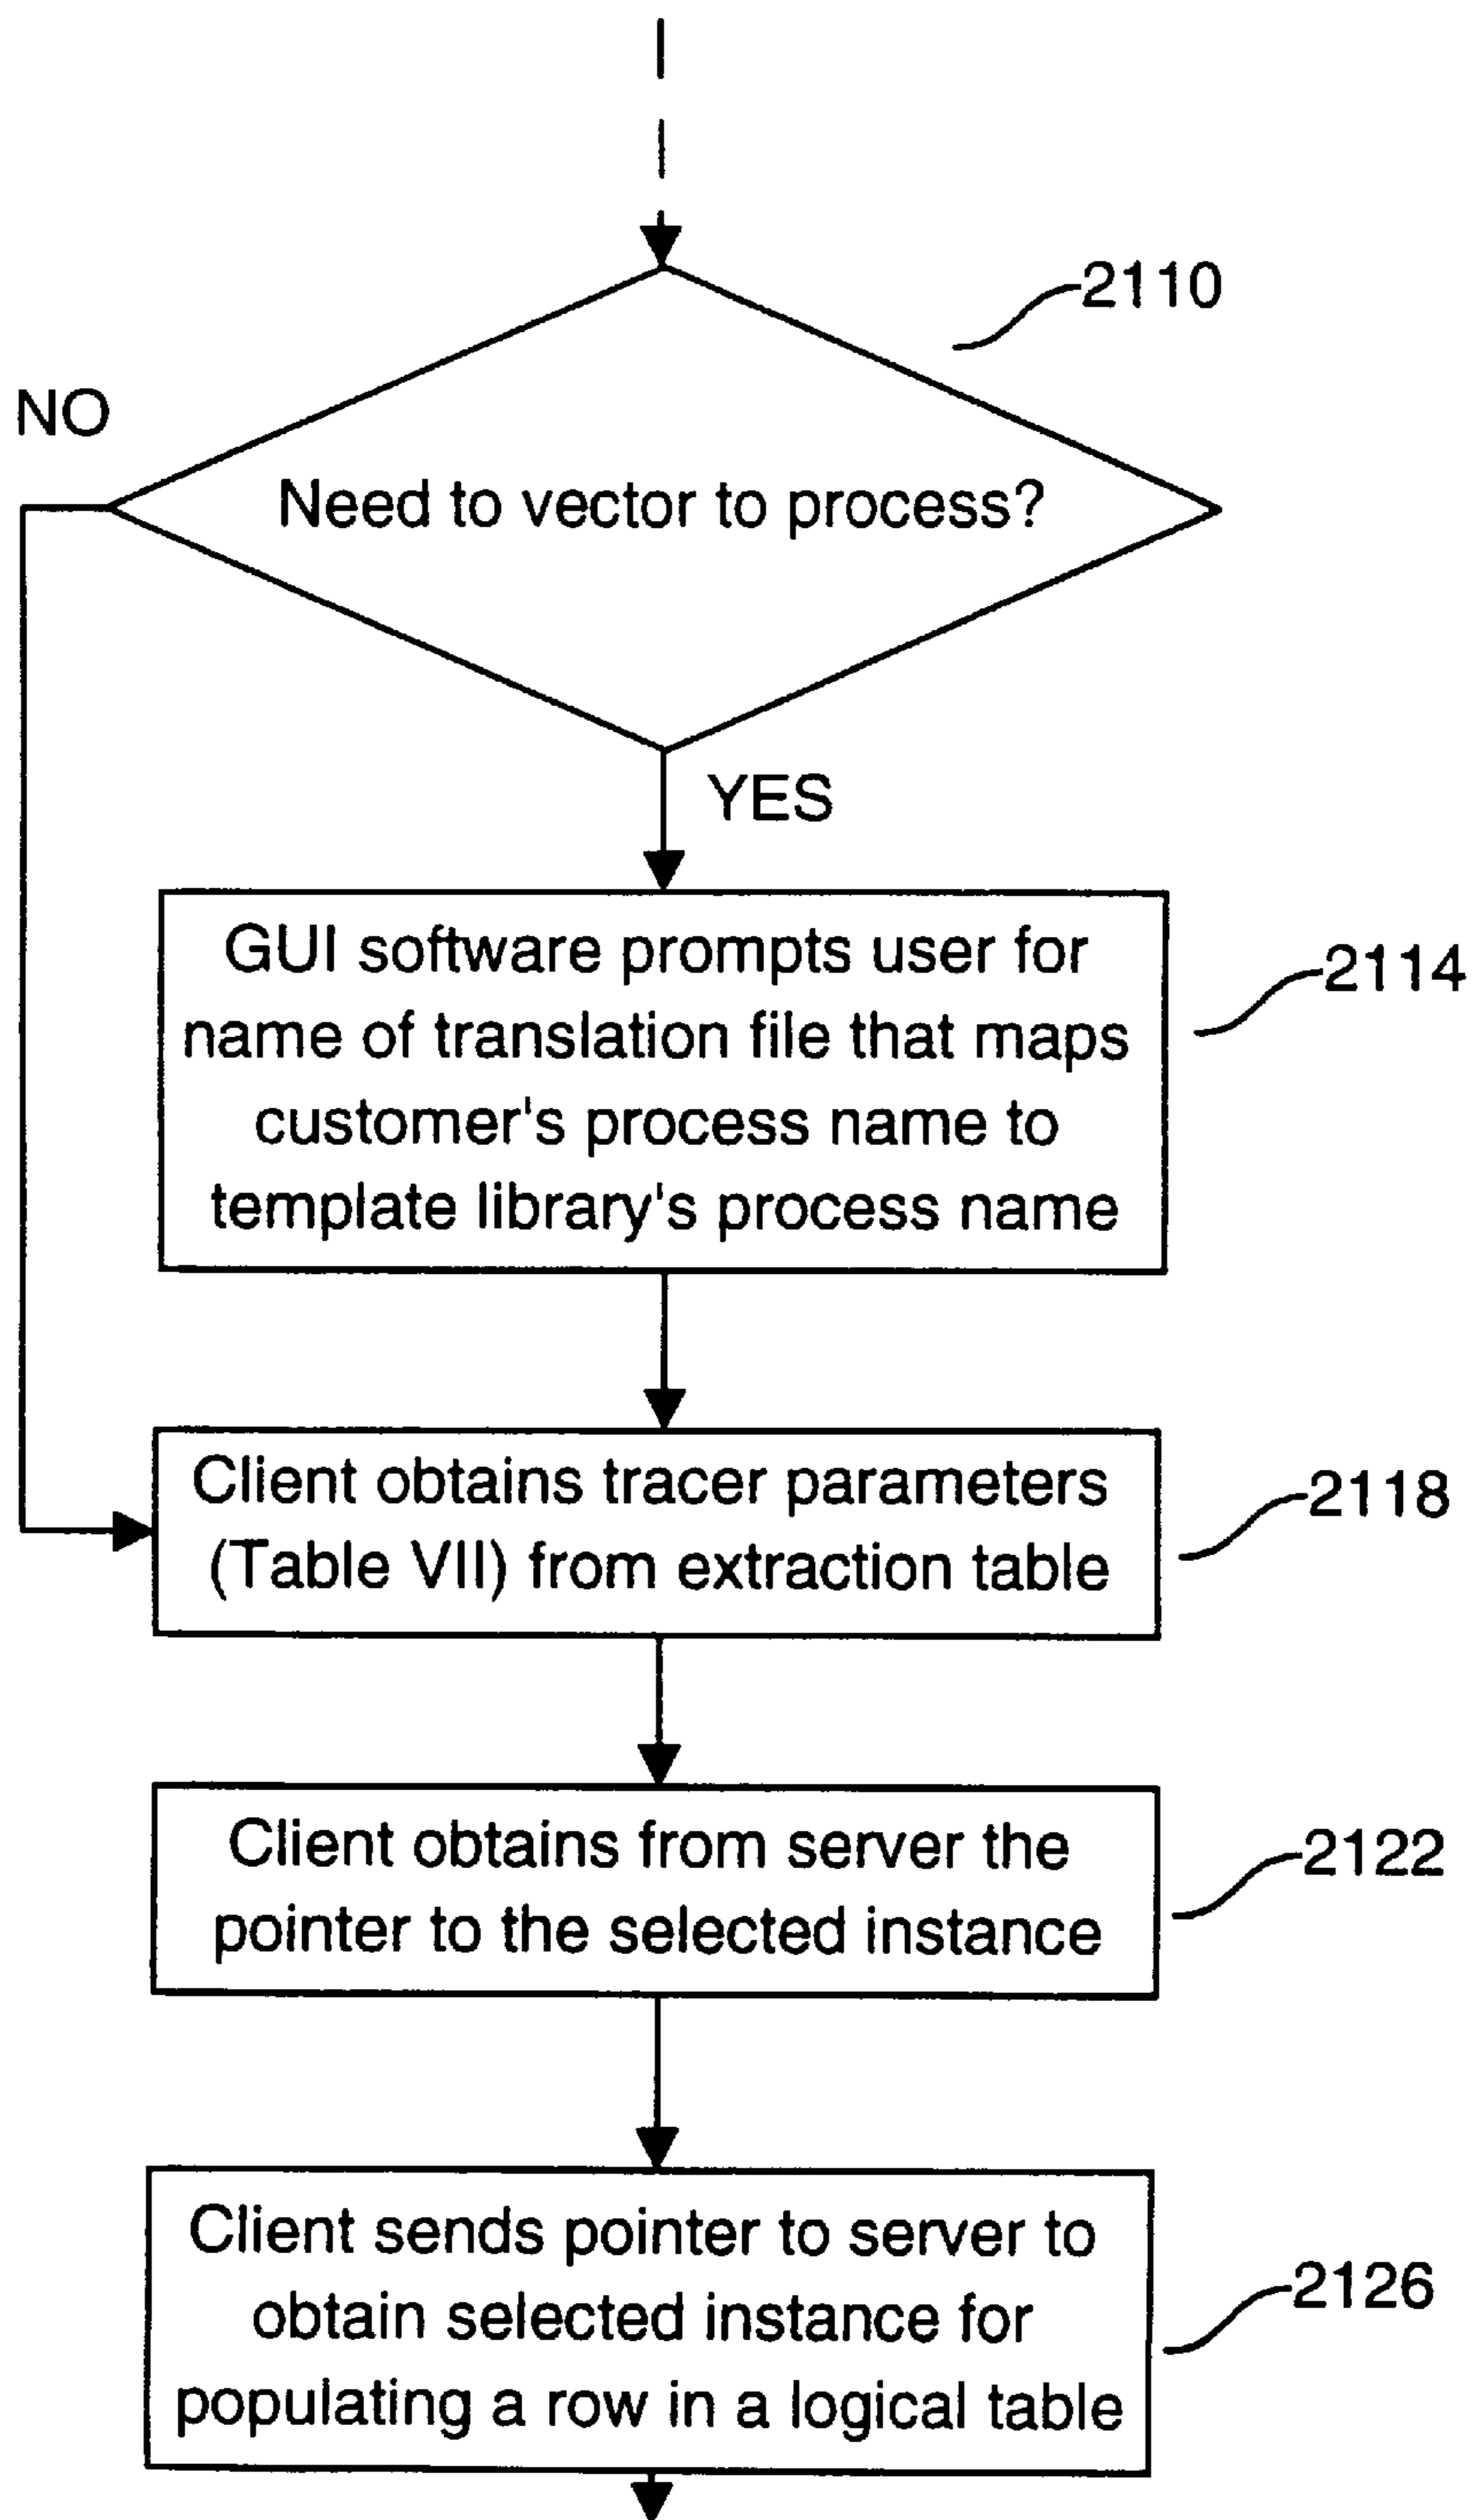 2110
NO
Need to vector to process?
YES
GUI software prompts user for
name of translation file that maps
customer's process name to
template library's process name
2114
Client obtains tracer parameters
(Table VII) from extraction table
2118
Client obtains from server the
pointer to the selected instance
2122
Client sends pointer to server to
obtain selected instance for
populating a row in a logical table
2126